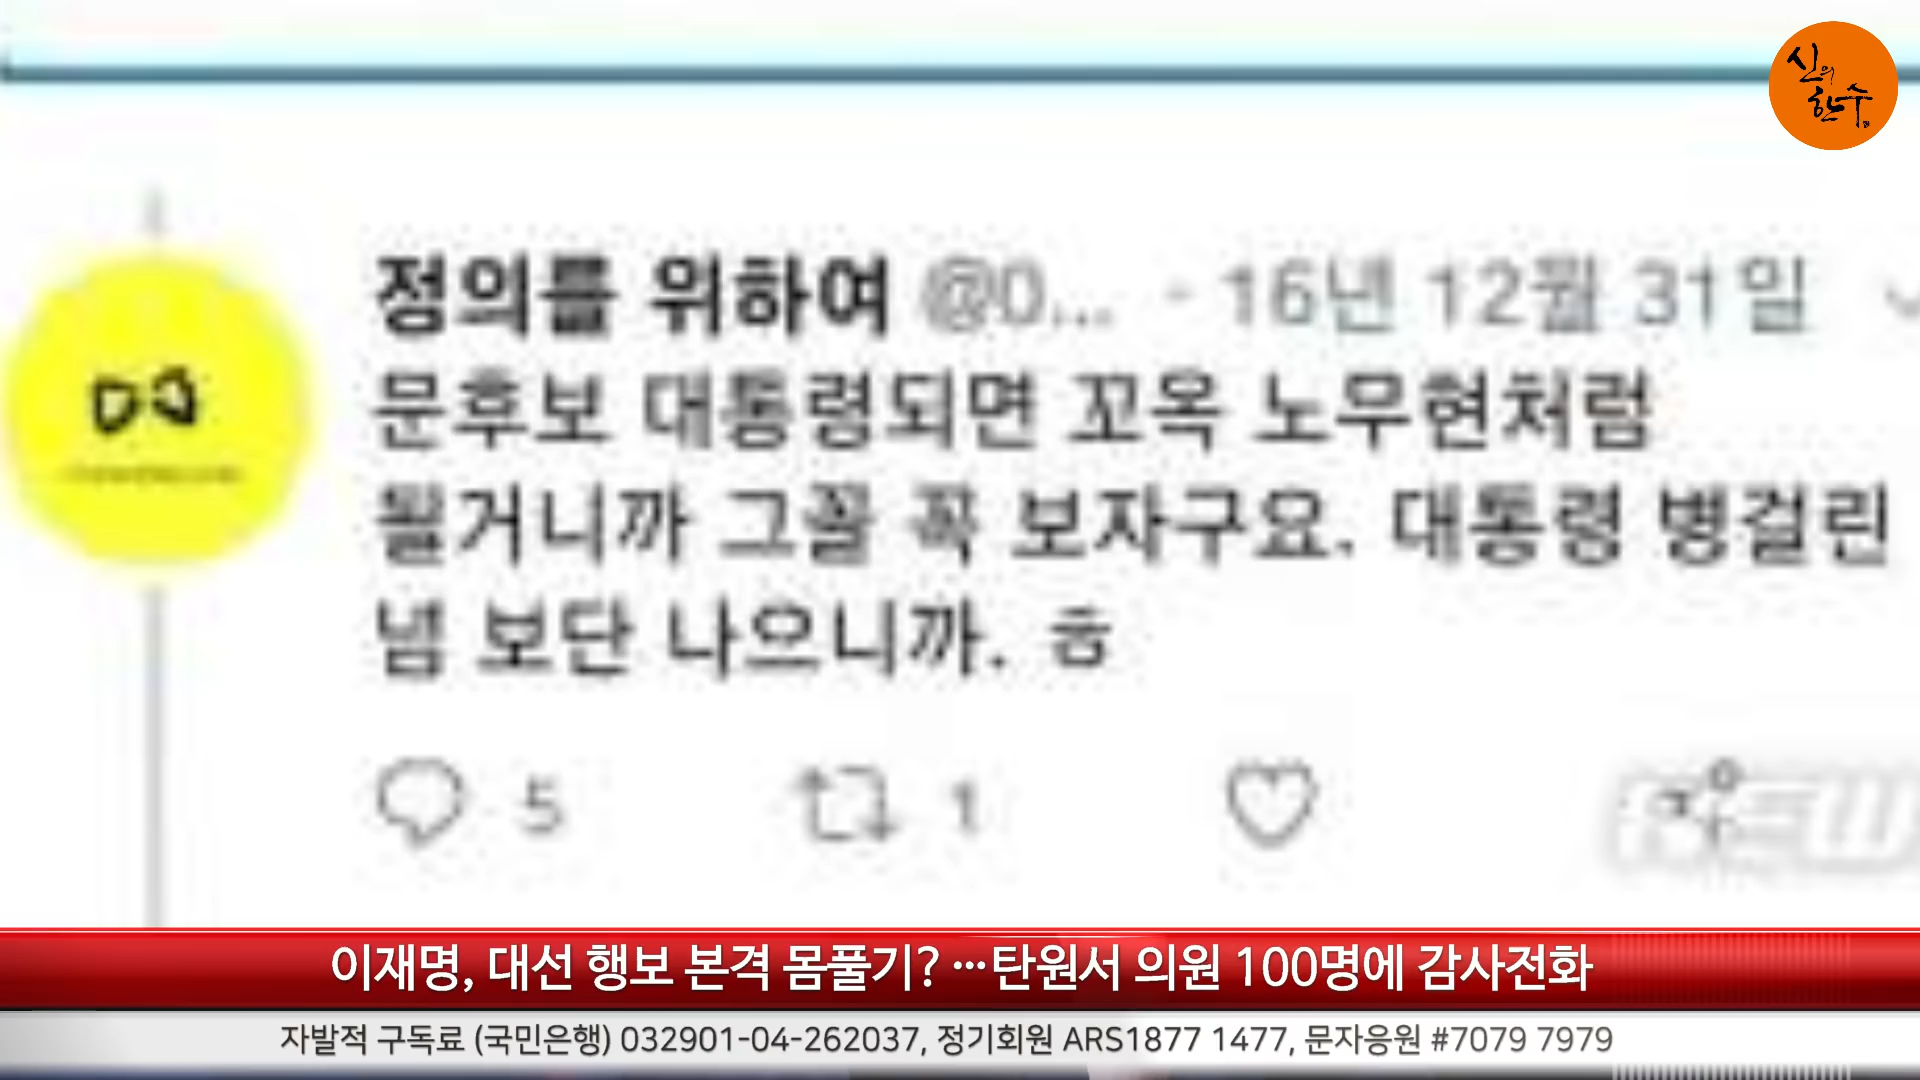 신의
한수
정의를 위하여 @0... · 16년 12월 31일
문후보 대통령되면 꼬옥 노무현처럼
될거니까 그꼴 꼭 보자구요. 대통령 병걸린
넘 보단 나으니까. ㅎ
5 1
NEW
이재명, 대선 행보 본격 몸풀기? ···탄원서 의원 100명에 감사전화
자발적 구독료 (국민은행) 032901-04-262037, 정기회원 ARS1877 1477, 문자응원 #7079 7979